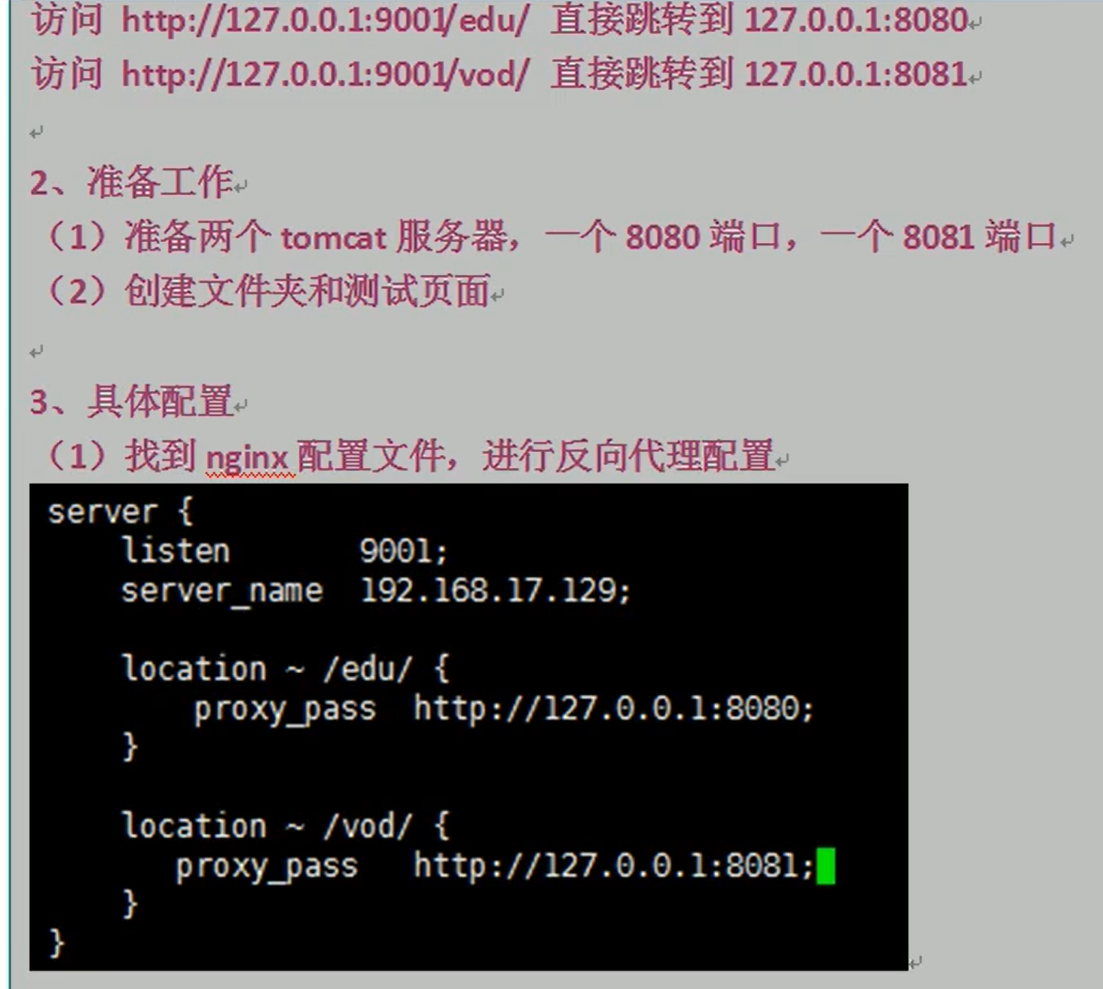 访问 http://127.0.0.1:9001/edu/ 直接跳转到 127.0.0.1:8080
访问 http://127.0.0.1:9001/vod/ 直接跳转到 127.0.0.1:8081
2、准备工作
（1）准备两个 tomcat 服务器，一个 8080 端口，一个 8081 端口
（2）创建文件夹和测试页面
3、具体配置
（1）找到 nginx 配置文件，进行反向代理配置
server {
listen 9001;
server_name 192.168.17.129;
location ~ /edu/ {
proxy_pass http://127.0.0.1:8080;
}
location ~ /vod/ {
proxy_pass http://127.0.0.1:8081;
}
}